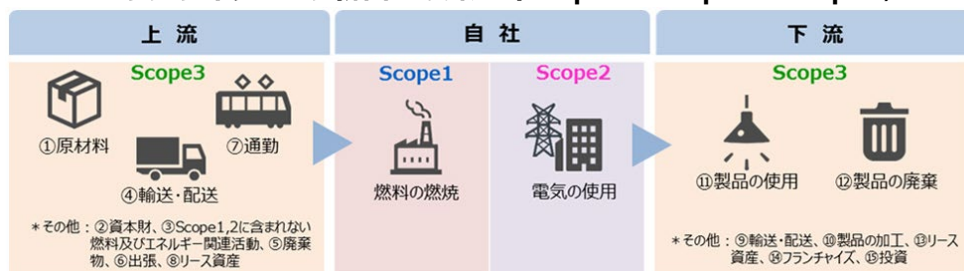 上 流
自 社
下 流
Scope3
Scope1
Scope2
Scope3
①原材料
⑦通勤
④輸送・配送
燃料の燃焼
電気の使用
⑪製品の使用
⑫製品の廃棄
*その他：②資本財、③Scope1,2に含まれない
燃料及びエネルギー関連活動、⑤廃棄
物、⑥出張、⑧リース資産
*その他：⑨輸送・配送、⑩製品の加工、⑬リース
資産、⑭フランチャイズ、⑮投資